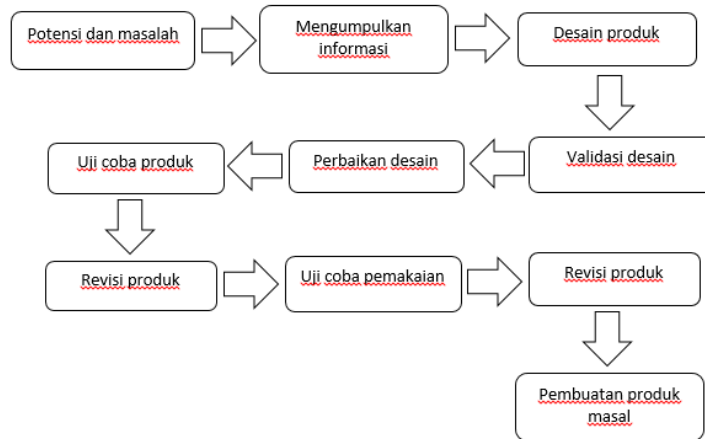 Potensi dan masalah
Mengumpulkan
informasi
Desain produk
Validasi desain
Perbaikan desain
Uji coba produk
Revisi produk
Uji coba pemakaian
Revisi produk
Pembuatan produk
masal